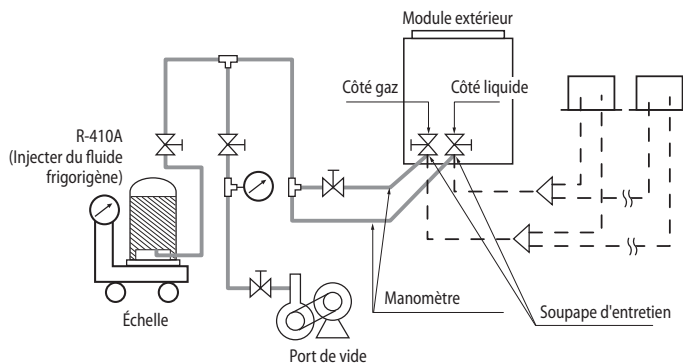 Module extérieur
Côté gaz
Côté liquide
R-410A
(Injecter du fluide
frigorigène)
Échelle
Manomètre
Soupape d'entretien
Port de vide